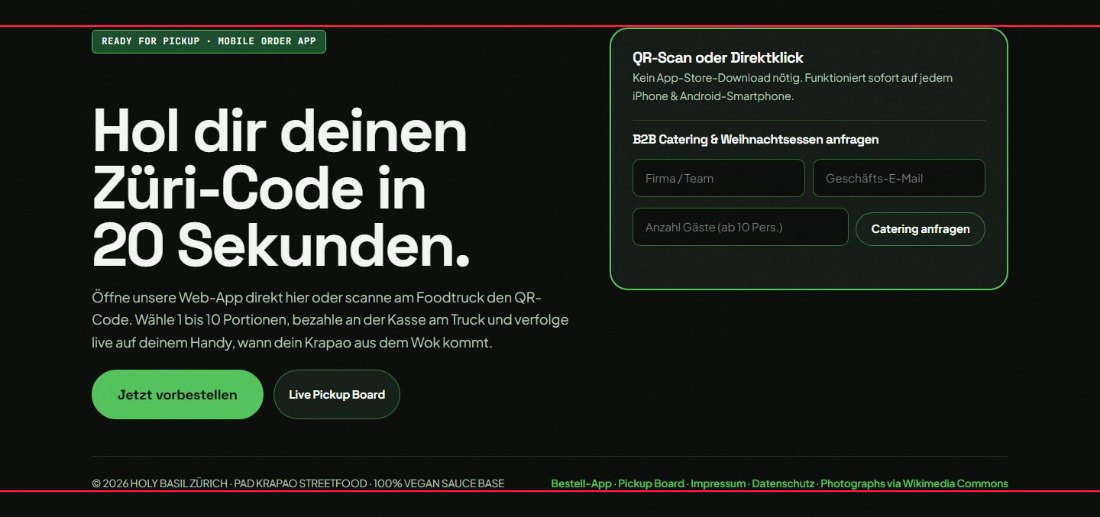 READY FOR PICKUP · MOBILE ORDER APP
Hol dir deinen
Züri-Code in
20 Sekunden.
Öffne unsere Web-App direkt hier oder scanne am Foodtruck den QR-
Code. Wähle 1 bis 10 Portionen, bezahle an der Kasse am Truck und verfolge
live auf deinem Handy, wann dein Krapao aus dem Wok kommt.
Jetzt vorbestellen
Live Pickup Board
QR-Scan oder Direktklick
Kein App-Store-Download nötig. Funktioniert sofort auf jedem
iPhone & Android-Smartphone.
B2B Catering & Weihnachtsessen anfragen
Firma / Team
Geschäfts-E-Mail
Anzahl Gäste (ab 10 Pers.)
Catering anfragen
© 2026 HOLY BASIL ZÜRICH · PAD KRAPAO STREETFOOD · 100% VEGAN SAUCE BASE
Bestell-App · Pickup Board · Impressum · Datenschutz · Photographs via Wikimedia Commons